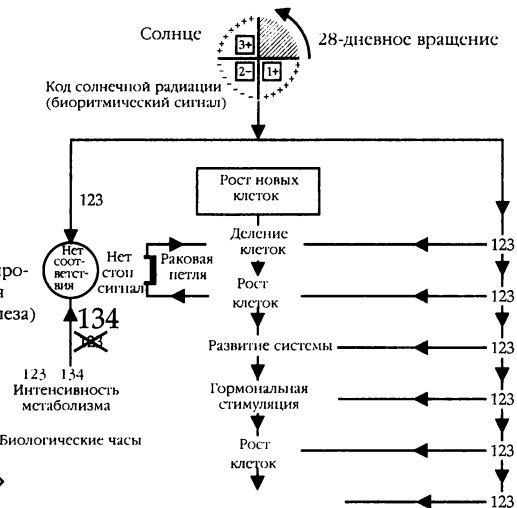 Солнце
28-дневное вращение
3+
2−
1+
Код солнечной радиации
(биоритмический сигнал)
123
Рост новых
клеток
Деление
клеток
123
Нет
соот-
ветст-
вия
Нет
стоп
сигнал
Раковая
петля
Рост
клеток
123
134
123
Развитие системы
123
123 134
Интенсивность
метаболизма
Гормональная
стимуляция
123
Биологические часы
Рост
клеток
123
123